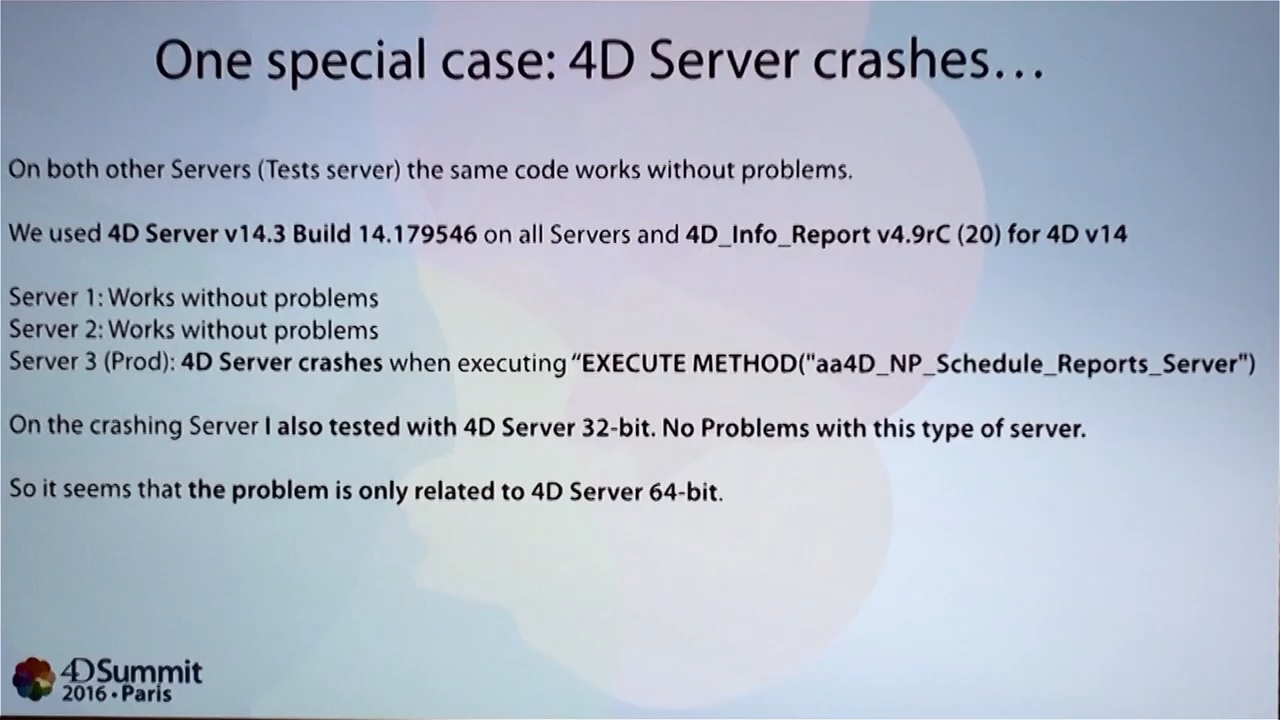 One special case: 4D Server crashes…
On both other Servers (Tests server) the same code works without problems.
We used 4D Server v14.3 Build 14.179546 on all Servers and 4D_Info_Report v4.9rC (20) for 4D v14
Server 1: Works without problems
Server 2: Works without problems
Server 3 (Prod): 4D Server crashes when executing “EXECUTE METHOD("aa4D_NP_Schedule_Reports_Server")
On the crashing Server I also tested with 4D Server 32-bit. No Problems with this type of server.
So it seems that the problem is only related to 4D Server 64-bit.
4D Summit
2016 • Paris